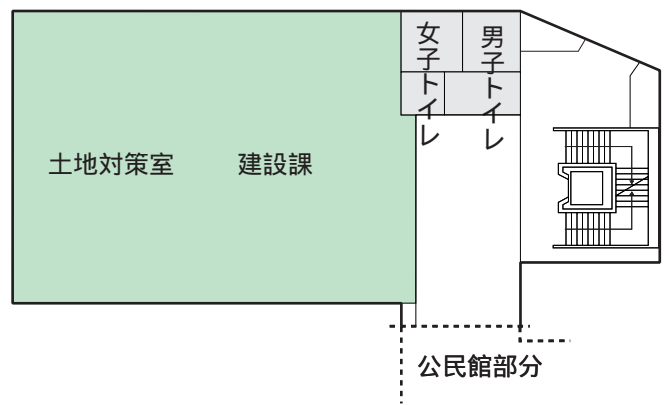 女子トイレ
男子トイレ
土地対策室
建設課
公民館部分